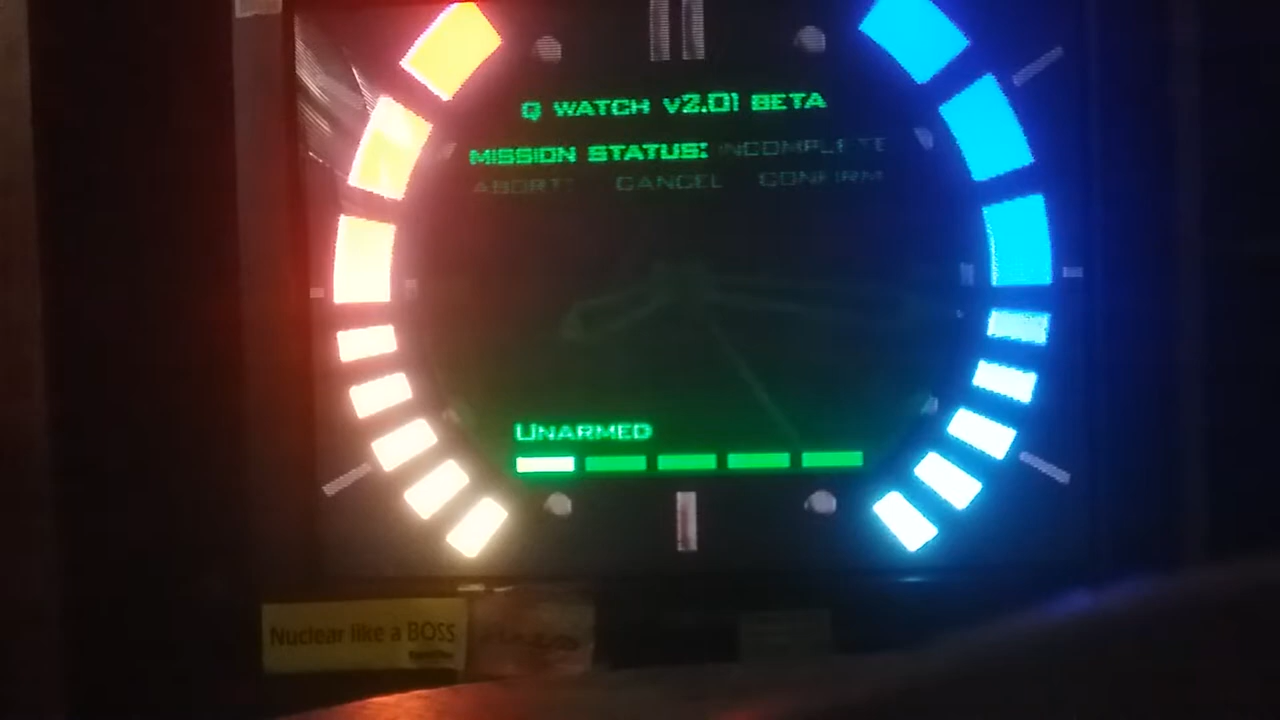 Q WATCH V2.01 BETA
MISSION STATUS: INCOMPLETE
ABORT: CANCEL CONFIRM
UNARMED
Nuclear like a BOSS